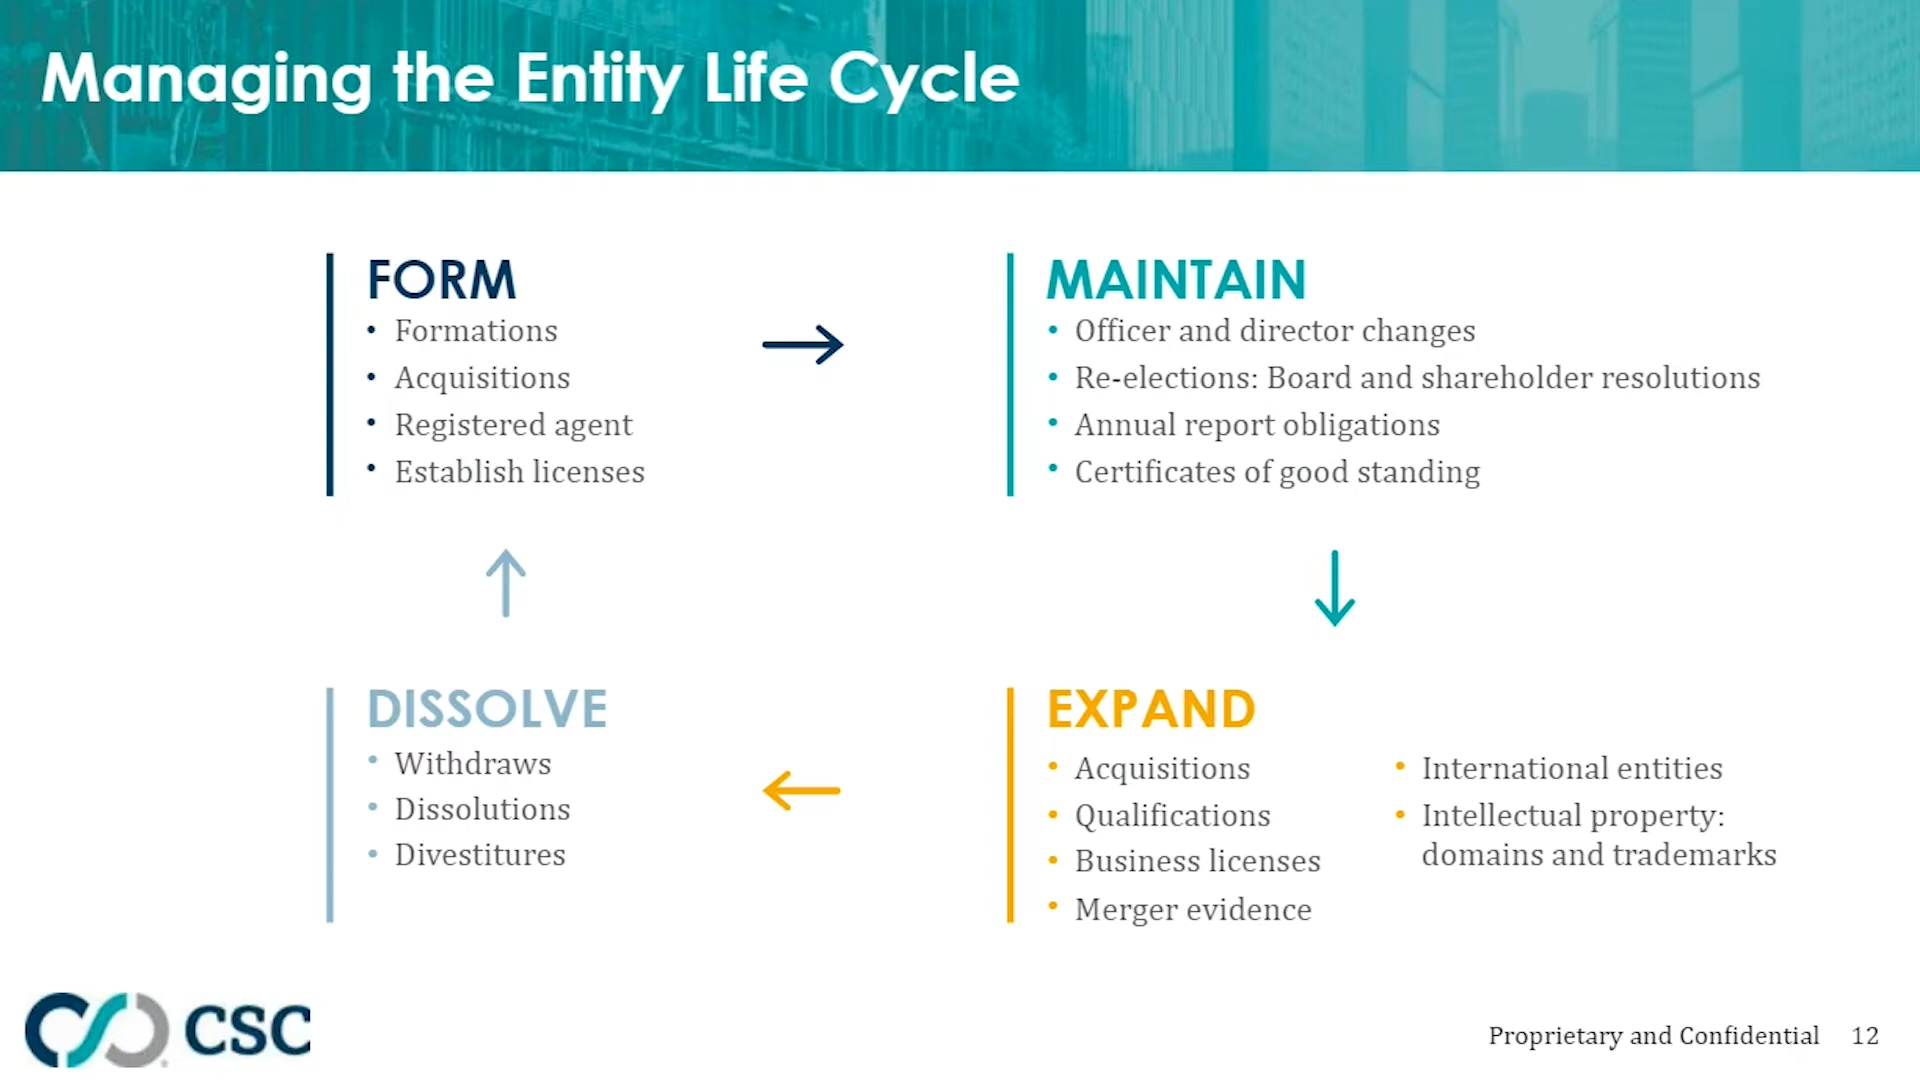 Managing the Entity Life Cycle
FORM
• Formations
• Acquisitions
• Registered agent
• Establish licenses
MAINTAIN
• Officer and director changes
• Re-elections: Board and shareholder resolutions
• Annual report obligations
• Certificates of good standing
DISSOLVE
• Withdraws
• Dissolutions
• Divestitures
EXPAND
• Acquisitions
• Qualifications
• Business licenses
• Merger evidence
• International entities
• Intellectual property:
domains and trademarks
CSC
Proprietary and Confidential 12